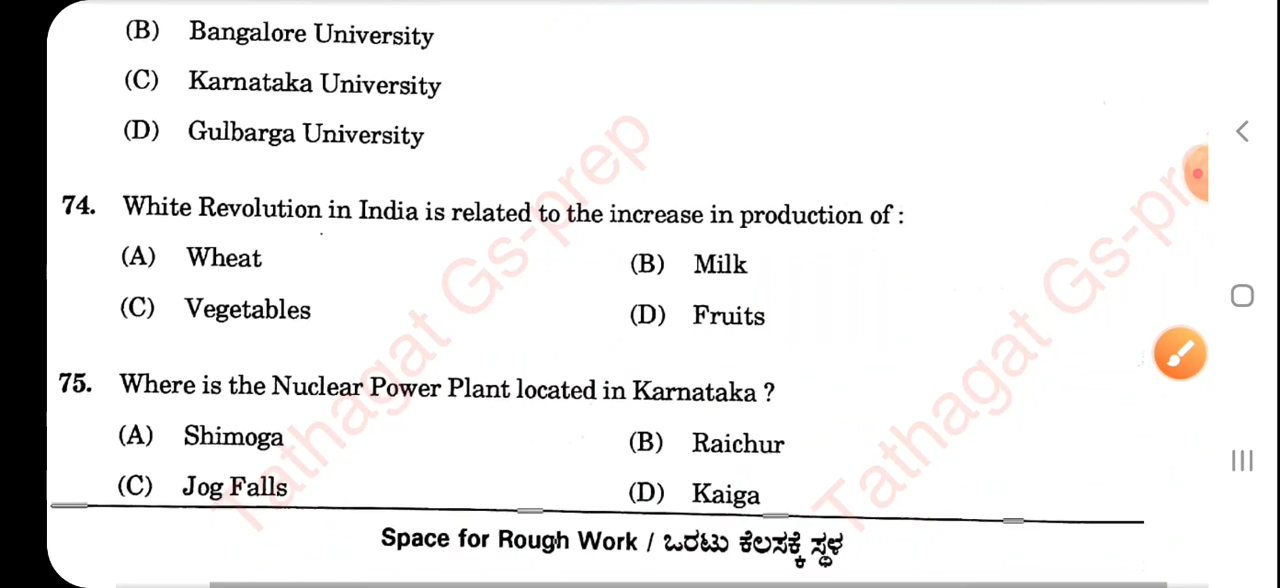 (B) Bangalore University
(C) Karnataka University
(D) Gulbarga University
74. White Revolution in India is related to the increase in production of :
(A) Wheat (B) Milk
(C) Vegetables (D) Fruits
75. Where is the Nuclear Power Plant located in Karnataka ?
(A) Shimoga (B) Raichur
(C) Jog Falls (D) Kaiga
Space for Rough Work / ಒರಟು ಕೆಲಸಕ್ಕೆ ಸ್ಥಳ
Tathagat Gs-prep
Tathagat Gs-pr